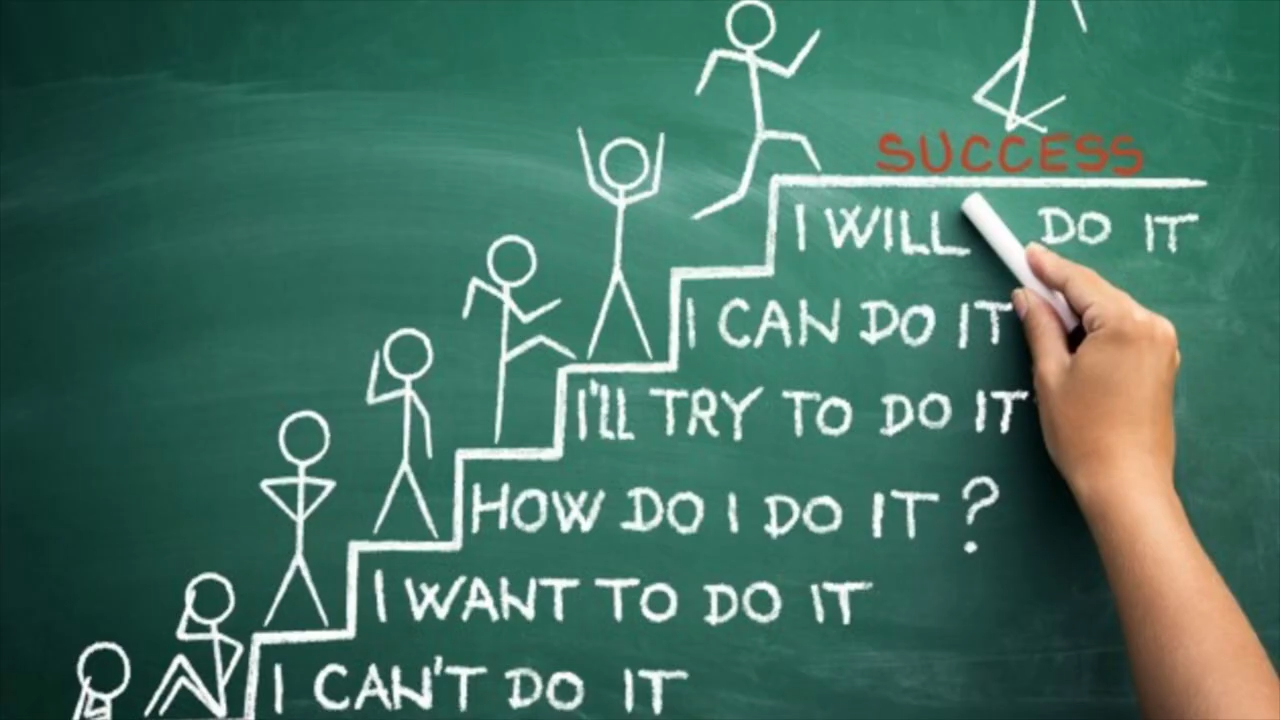 SUCCESS
I WILL DO IT
I CAN DO IT
I'LL TRY TO DO IT
HOW DO I DO IT ?
I WANT TO DO IT
I CAN'T DO IT